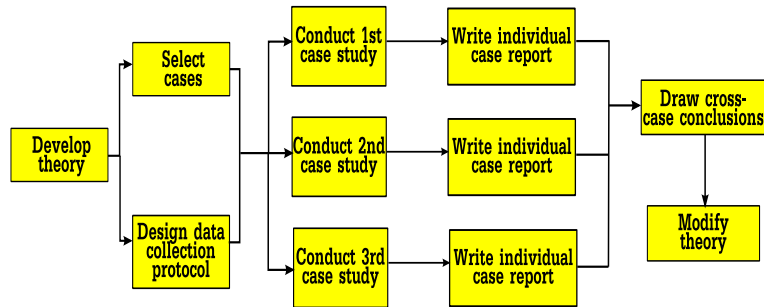 Develop
theory
Select
cases
Design data
collection
protocol
Conduct 1st
case study
Write individual
case report
Conduct 2nd
case study
Write individual
case report
Conduct 3rd
case study
Write individual
case report
Draw cross-
case conclusions
Modify
theory